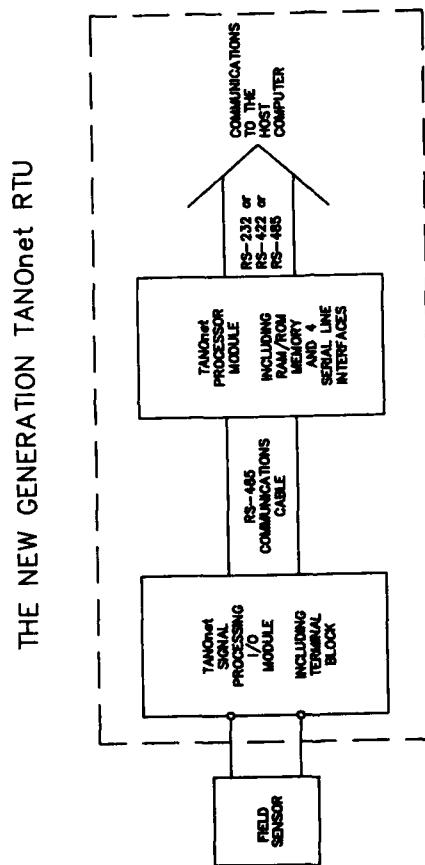 THE NEW GENERATION TANOnet RTU
FIELD
SENSOR
TANOnet
SIGNAL
PROCESSING
I/O
MODULE
INCLUDING
TERMINAL
BLOCK
RS-485
COMMUNICATIONS
CABLE
TANOnet
PROCESSOR
MODULE
INCLUDING
RAM/ROM
MEMORY
AND 4
SERIAL LINE
INTERFACES
RS-232 or
RS-422 or
RS-485
COMMUNICATIONS
TO THE
HOST
COMPUTER